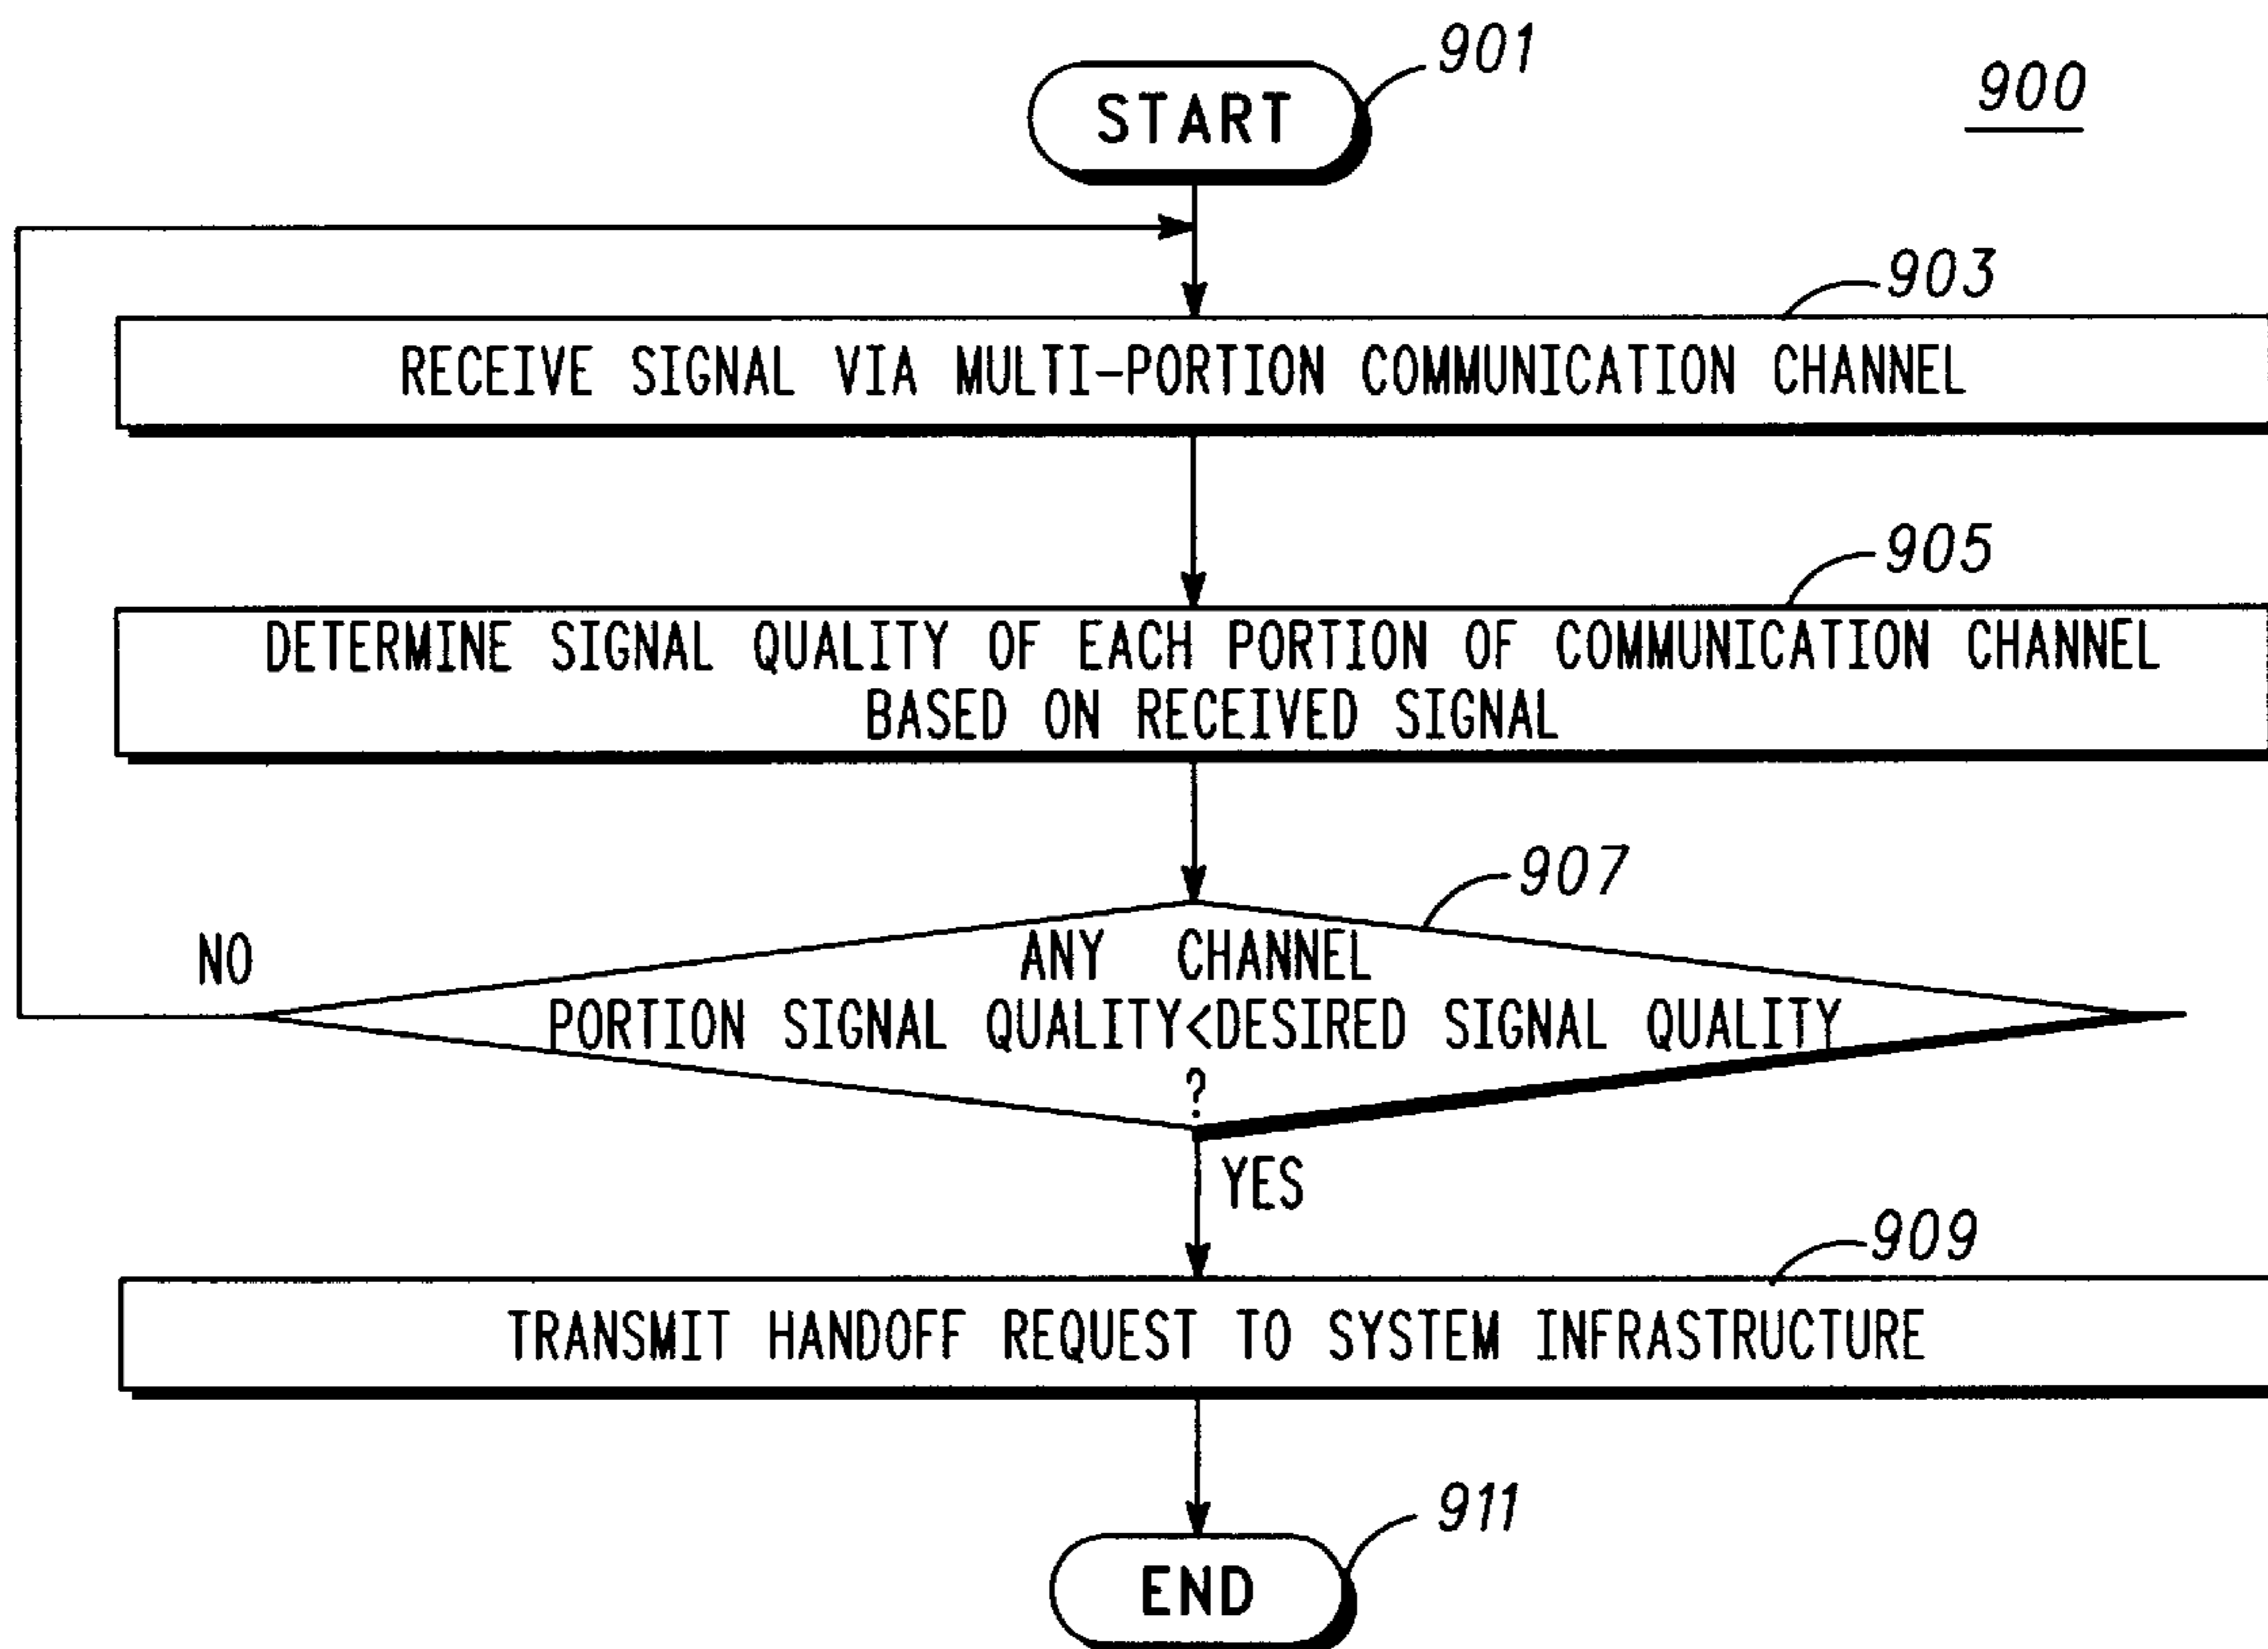 901
START
900
903
RECEIVE SIGNAL VIA MULTI-PORTION COMMUNICATION CHANNEL
905
DETERMINE SIGNAL QUALITY OF EACH PORTION OF COMMUNICATION CHANNEL
BASED ON RECEIVED SIGNAL
907
NO
ANY CHANNEL
PORTION SIGNAL QUALITY<DESIRED SIGNAL QUALITY
?
YES
909
TRANSMIT HANDOFF REQUEST TO SYSTEM INFRASTRUCTURE
911
END